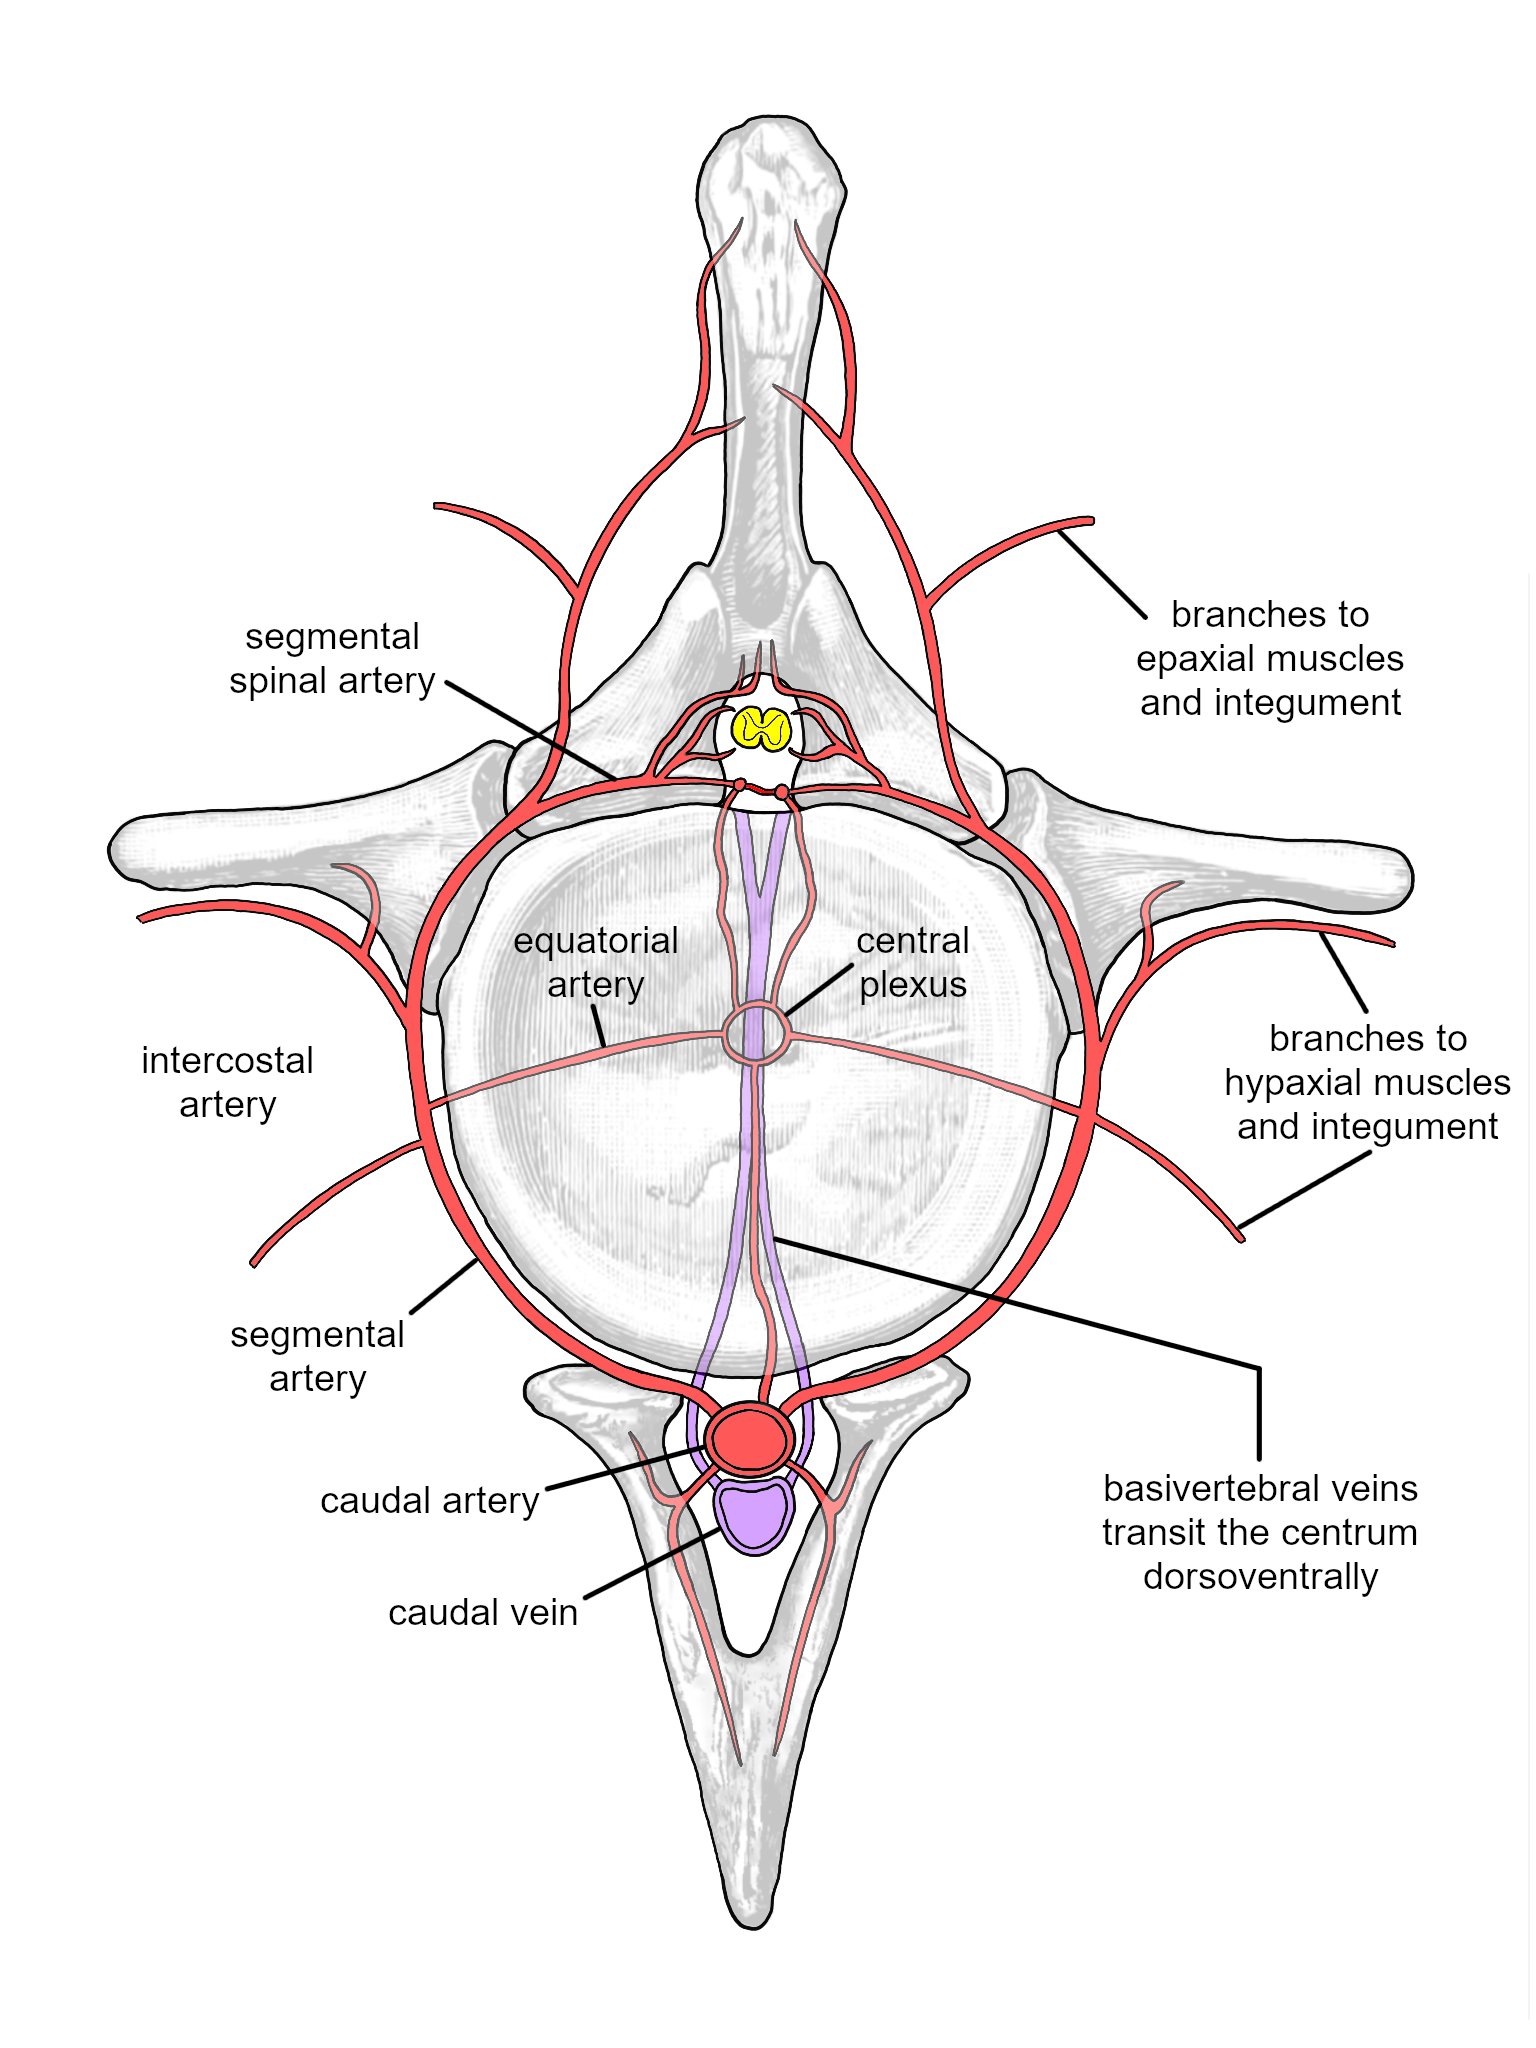 segmental
spinal artery
branches to
epaxial muscles
and integument
equatorial
artery
central
plexus
intercostal
artery
branches to
hypaxial muscles
and integument
segmental
artery
caudal artery
basivertebral veins
transit the centrum
dorsoventrally
caudal vein